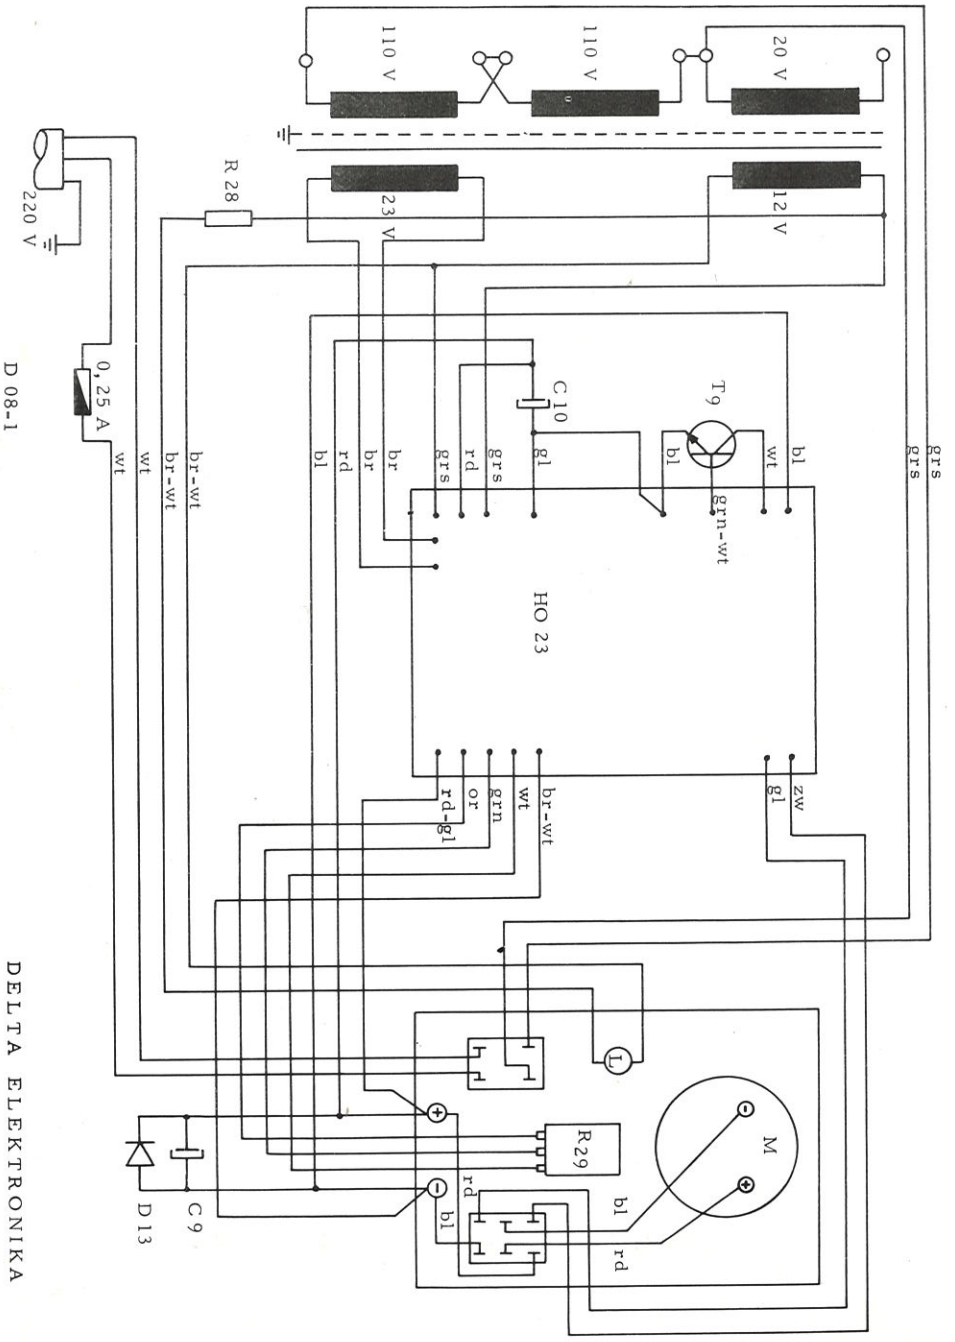 110 V
110 V
20 V
R 28
220 V
23 V
12 V
D 08-1
0,25 A
C 10
T9
wt
wt
br-wt
br-wt
bl
rd
br
br
grs
rd
grs
gl
bl
grn-wt
wt
bl
grs
grs
HO 23
rd-gl
or
grn
wt
br-wt
gl
zw
DELTA ELEKTRONIKA
L
M
R29
D13
C 9
rd
bl
bl
rd